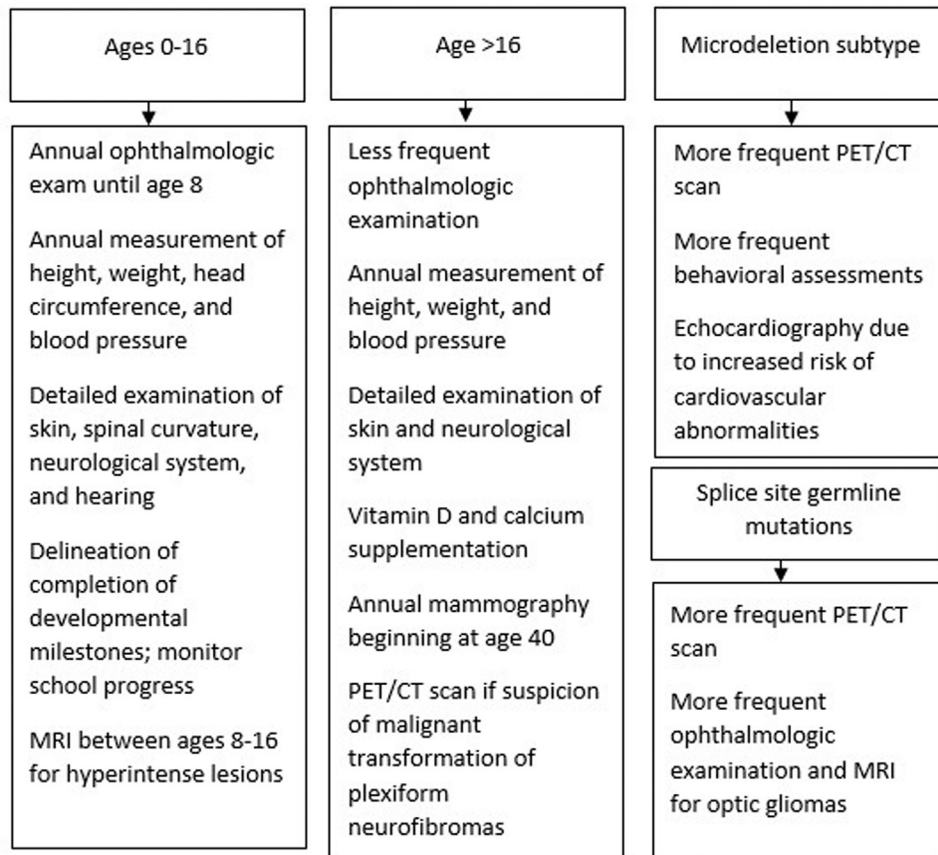 Ages 0-16
Annual ophthalmologic
exam until age 8
Annual measurement of
height, weight, head
circumference, and
blood pressure
Detailed examination of
skin, spinal curvature,
neurological system,
and hearing
Delineation of
completion of
developmental
milestones; monitor
school progress
MRI between ages 8-16
for hyperintense lesions
Age >16
Less frequent
ophthalmologic
examination
Annual measurement of
height, weight, and
blood pressure
Detailed examination of
skin and neurological
system
Vitamin D and calcium
supplementation
Annual mammography
beginning at age 40
PET/CT scan if suspicion
of malignant
transformation of
plexiform
neurofibromas
Microdeletion subtype
More frequent PET/CT
scan
More frequent
behavioral assessments
Echocardiography due
to increased risk of
cardiovascular
abnormalities
Splice site germline
mutations
More frequent PET/CT
scan
More frequent
ophthalmologic
examination and MRI
for optic gliomas